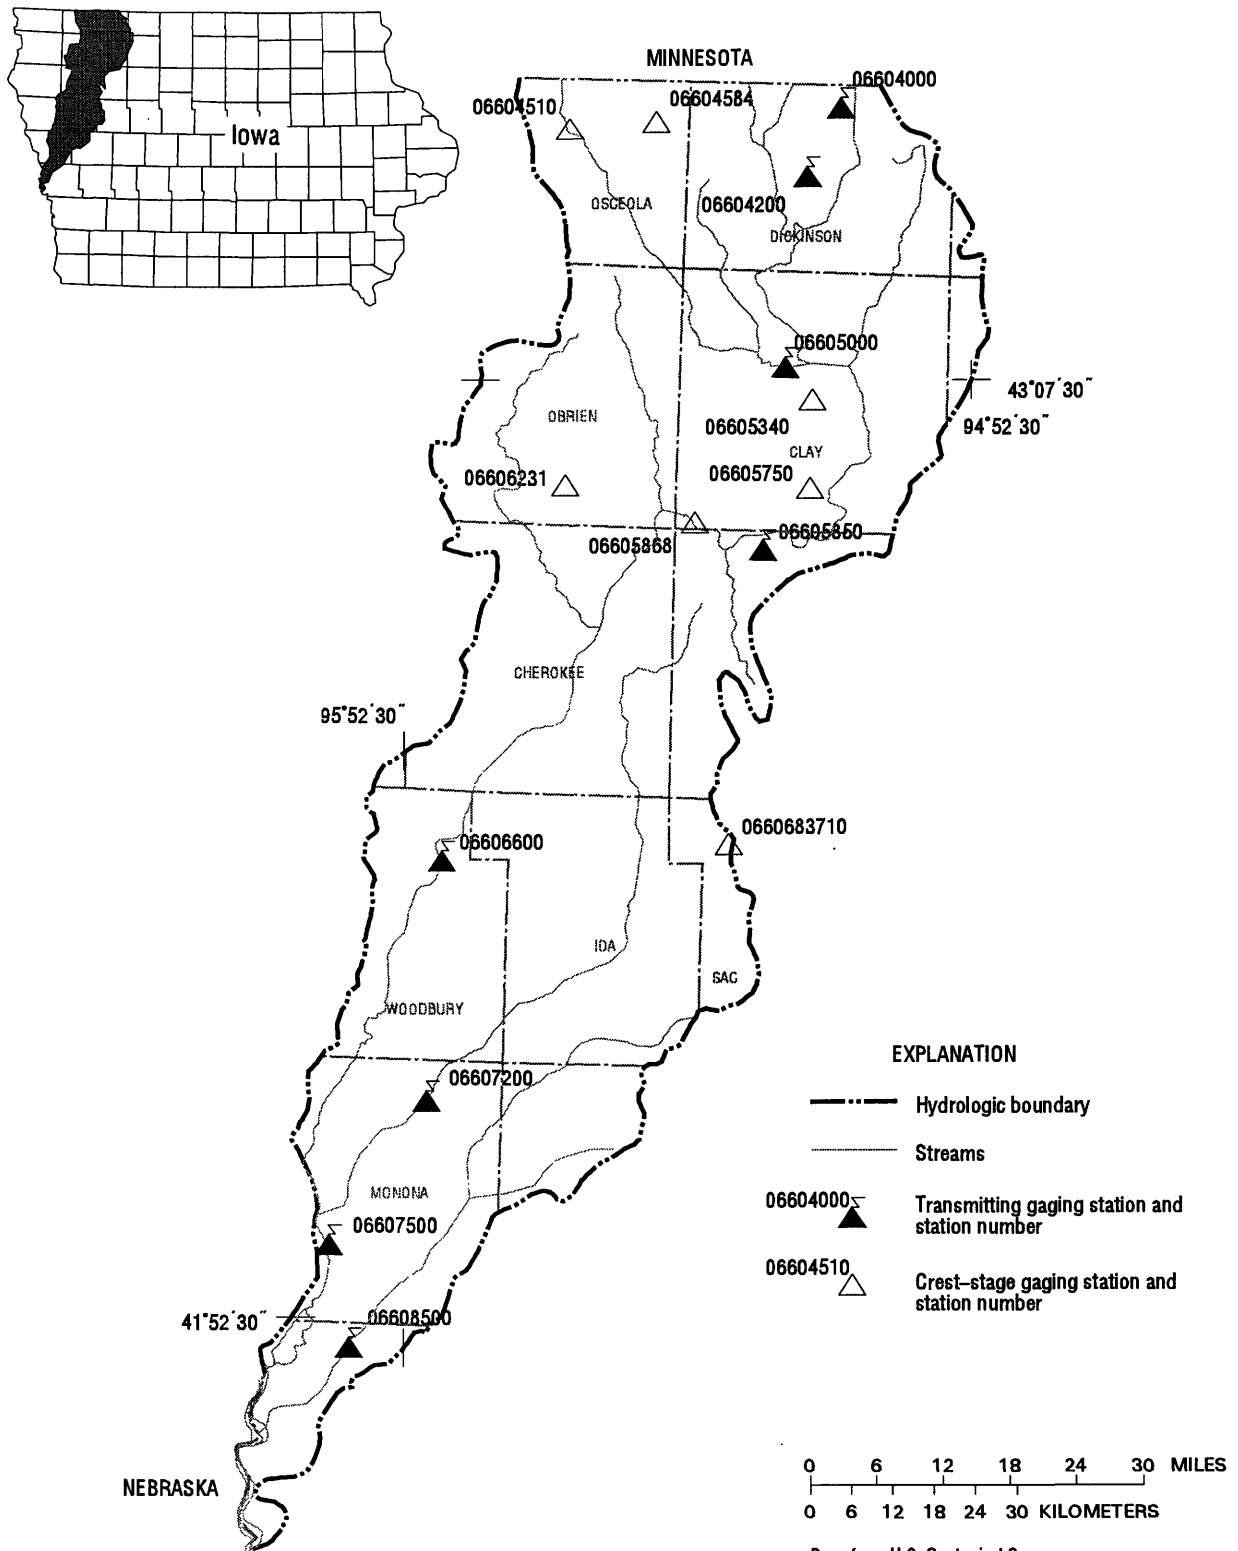 MINNESOTA
Iowa
06604000
06604510
06604584
OSCEOLA
06604200
DICKINSON
06605000
43°07'30"
94°52'30"
OBRIEN
06605340
CLAY
06606231
06605750
06605850
06605868
CHEROKEE
95°52'30"
0660683710
06606600
IDA
SAC
WOODBURY
06607200
MONONA
06607500
41°52'30"
06608500
NEBRASKA
EXPLANATION
Hydrologic boundary
Streams
06604000
Transmitting gaging station and
station number
06604510
Crest-stage gaging station and
station number
0 6 12 18 24 30 MILES
0 6 12 18 24 30 KILOMETERS